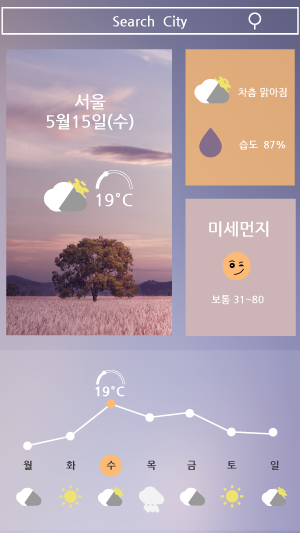 Search City
서울
5월15일(수)
19°C
차츰 맑아짐
습도 87%
미세먼지
보통 31~80
19°C
월 화 수 목 금 토 일